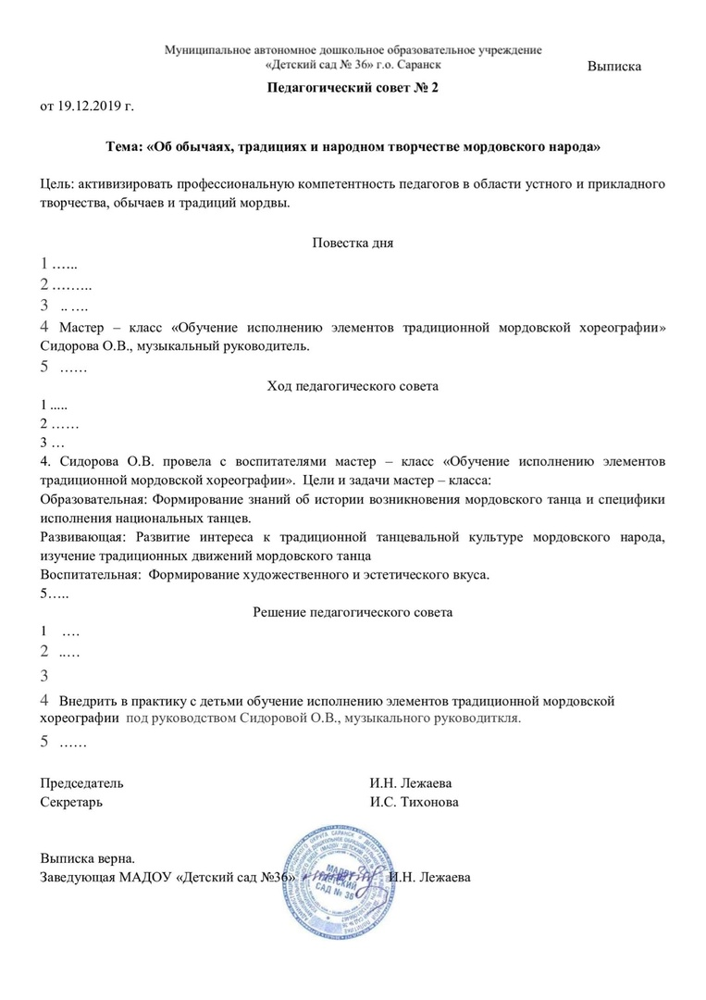 Муниципальное автономное дошкольное образовательное учреждение
«Детский сад № 36» г.о. Саранск
Выписка
Педагогический совет № 2
от 19.12.2019 г.
Тема: «Об обычаях, традициях и народном творчестве мордовского народа»
Цель: активизировать профессиональную компетентность педагогов в области устного и прикладного
творчества, обычаев и традиций мордвы.
Повестка дня
1 ......
2 .........
3 .. ....
4 Мастер – класс «Обучение исполнению элементов традиционной мордовской хореографии»
Сидорова О.В., музыкальный руководитель.
5 ......
Ход педагогического совета
1 .....
2 ......
3 ...
4. Сидорова О.В. провела с воспитателями мастер – класс «Обучение исполнению элементов
традиционной мордовской хореографии». Цели и задачи мастер – класса:
Образовательная: Формирование знаний об истории возникновения мордовского танца и специфики
исполнения национальных танцев.
Развивающая: Развитие интереса к традиционной танцевальной культуре мордовского народа,
изучение традиционных движений мордовского танца
Воспитательная: Формирование художественного и эстетического вкуса.
5.....
Решение педагогического совета
1 ....
2 .....
3
4 Внедрить в практику с детьми обучение исполнению элементов традиционной мордовской
хореографии под руководством Сидоровой О.В., музыкального руководиткля.
5 ......
Председатель И.Н. Лежаева
Секретарь И.С. Тихонова
Выписка верна.
Заведующая МАДОУ «Детский сад №36» И.Н. Лежаева
МАДОУ
"ДЕТСКИЙ
САД № 36"